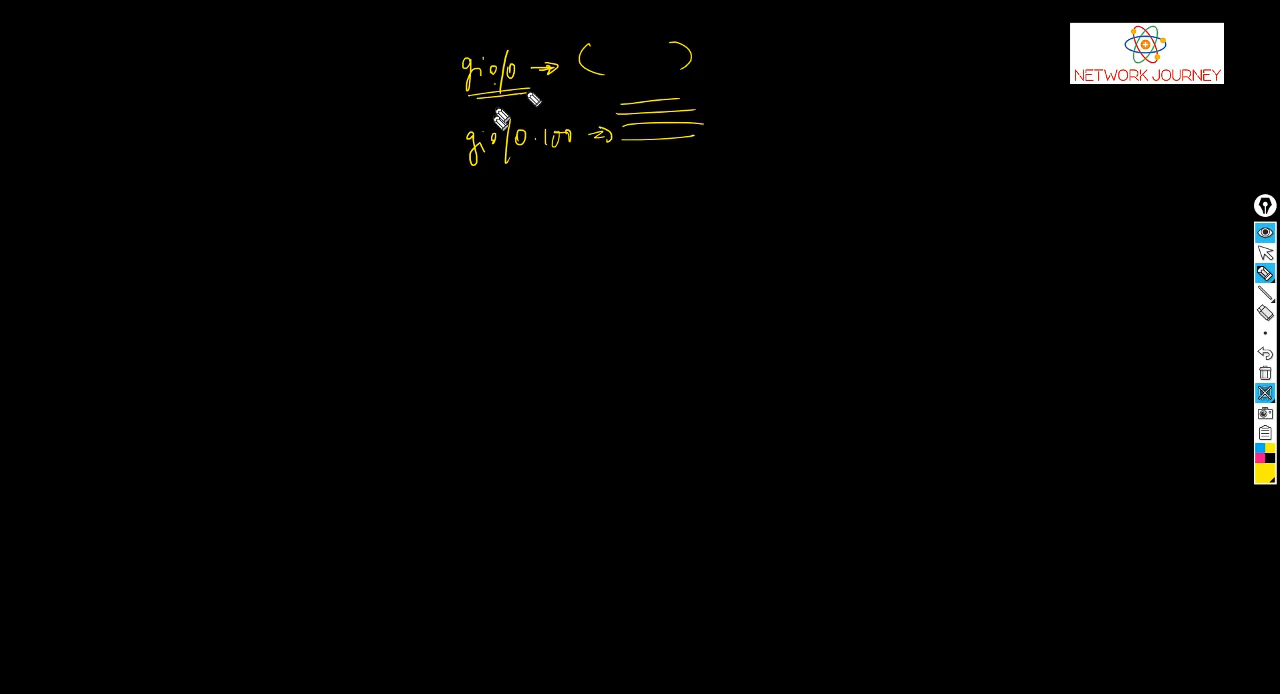 gi0/0 → ( )
gi0/0.100 ⇒
NETWORK JOURNEY